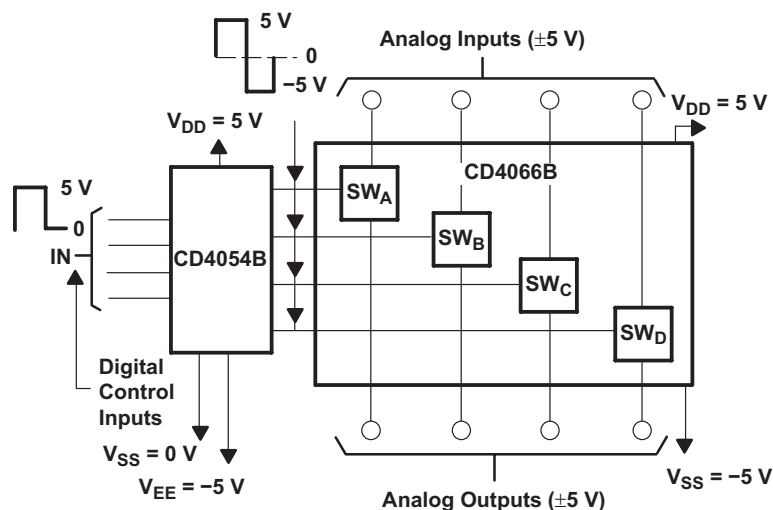 5 V
0
−5 V
Analog Inputs (±5 V)
V_DD = 5 V
V_DD = 5 V
5 V
0
IN
CD4054B
CD4066B
SW_A
SW_B
SW_C
SW_D
Digital
Control
Inputs
V_SS = 0 V
V_EE = −5 V
V_SS = −5 V
Analog Outputs (±5 V)